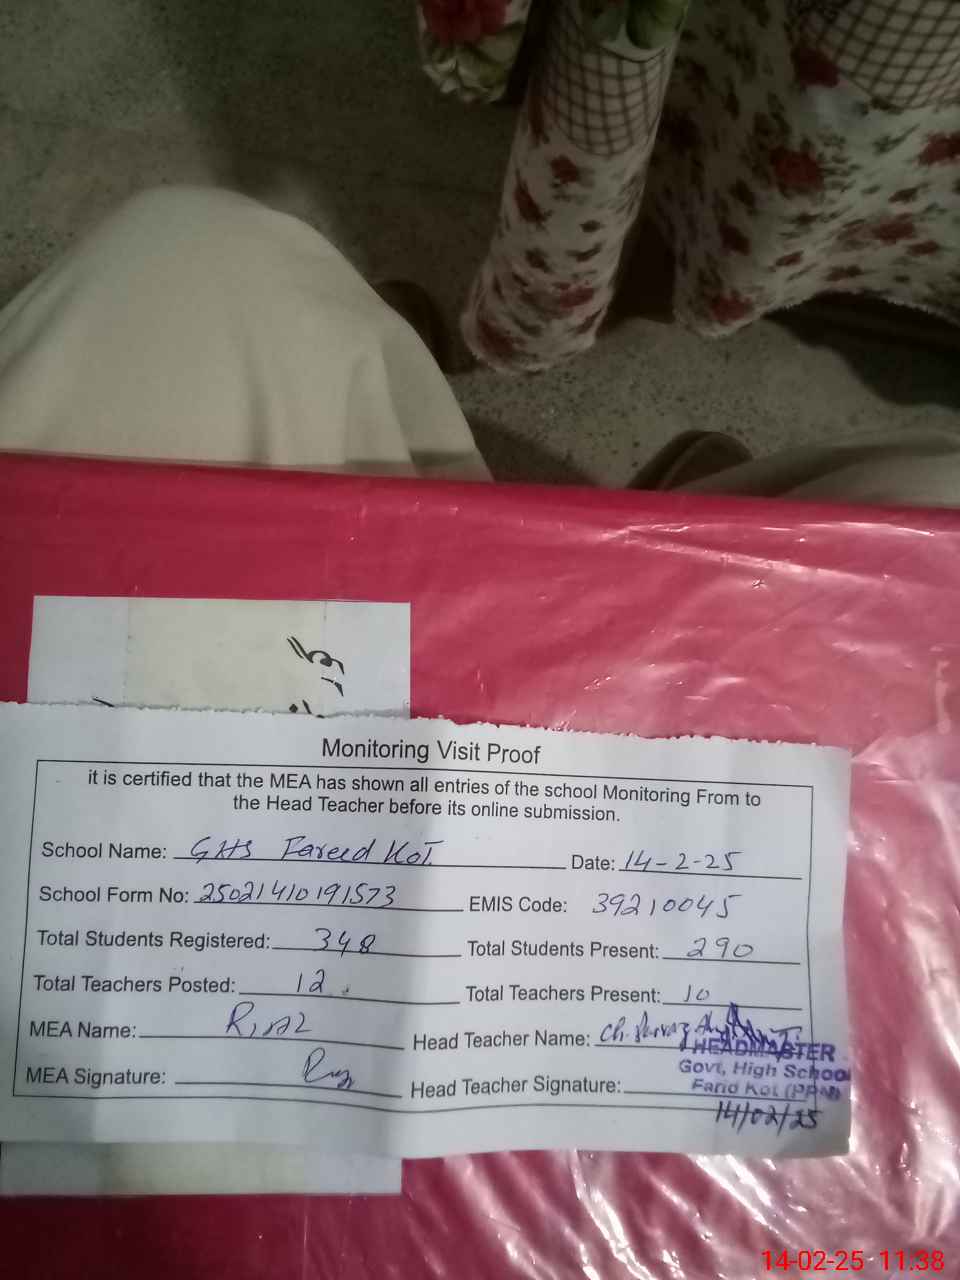 Monitoring Visit Proof
it is certified that the MEA has shown all entries of the school Monitoring From to
the Head Teacher before its online submission.
School Name: GHS Fareed Kot. Date: 14-2-25
School Form No: 25021410191573 EMIS Code: 39210045
Total Students Registered: 348 Total Students Present: 290
Total Teachers Posted: 12 Total Teachers Present: 10
MEA Name: Riaz Head Teacher Name: Ch.
HEADMASTER
MEA Signature: Head Teacher Signature:
Govt, High School
Farid Kot (PPN)
14/02/25
14-02-25 11:38